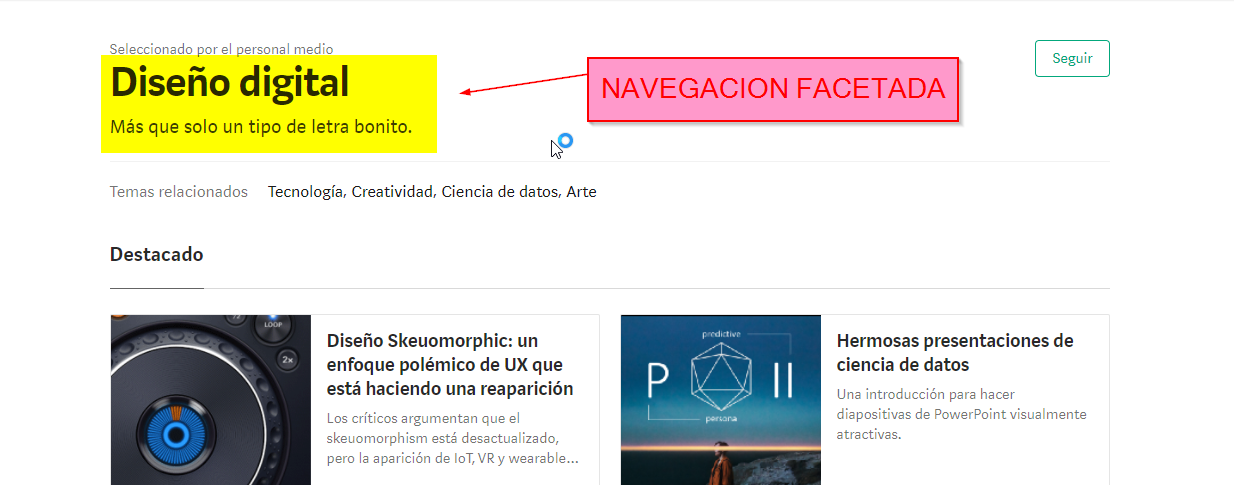 Seleccionado por el personal medio
Diseño digital
Más que solo un tipo de letra bonito.
NAVEGACION FACETADA
Seguir
Temas relacionados Tecnología, Creatividad, Ciencia de datos, Arte
Destacado
LOOP
2x
Diseño Skeuomorphic: un
enfoque polémico de UX que
está haciendo una reaparición
Los críticos argumentan que el
skeuomorphism está desactualizado,
pero la aparición de IoT, VR y wearable...
predictive
P II
persona
Hermosas presentaciones de
ciencia de datos
Una introducción para hacer
diapositivas de PowerPoint visualmente
atractivas.